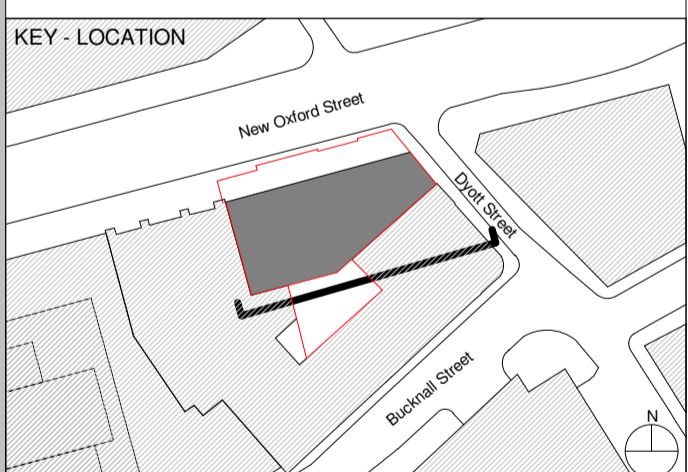 KEY - LOCATION
New Oxford Street
Dyott Street
Bucknall Street
N